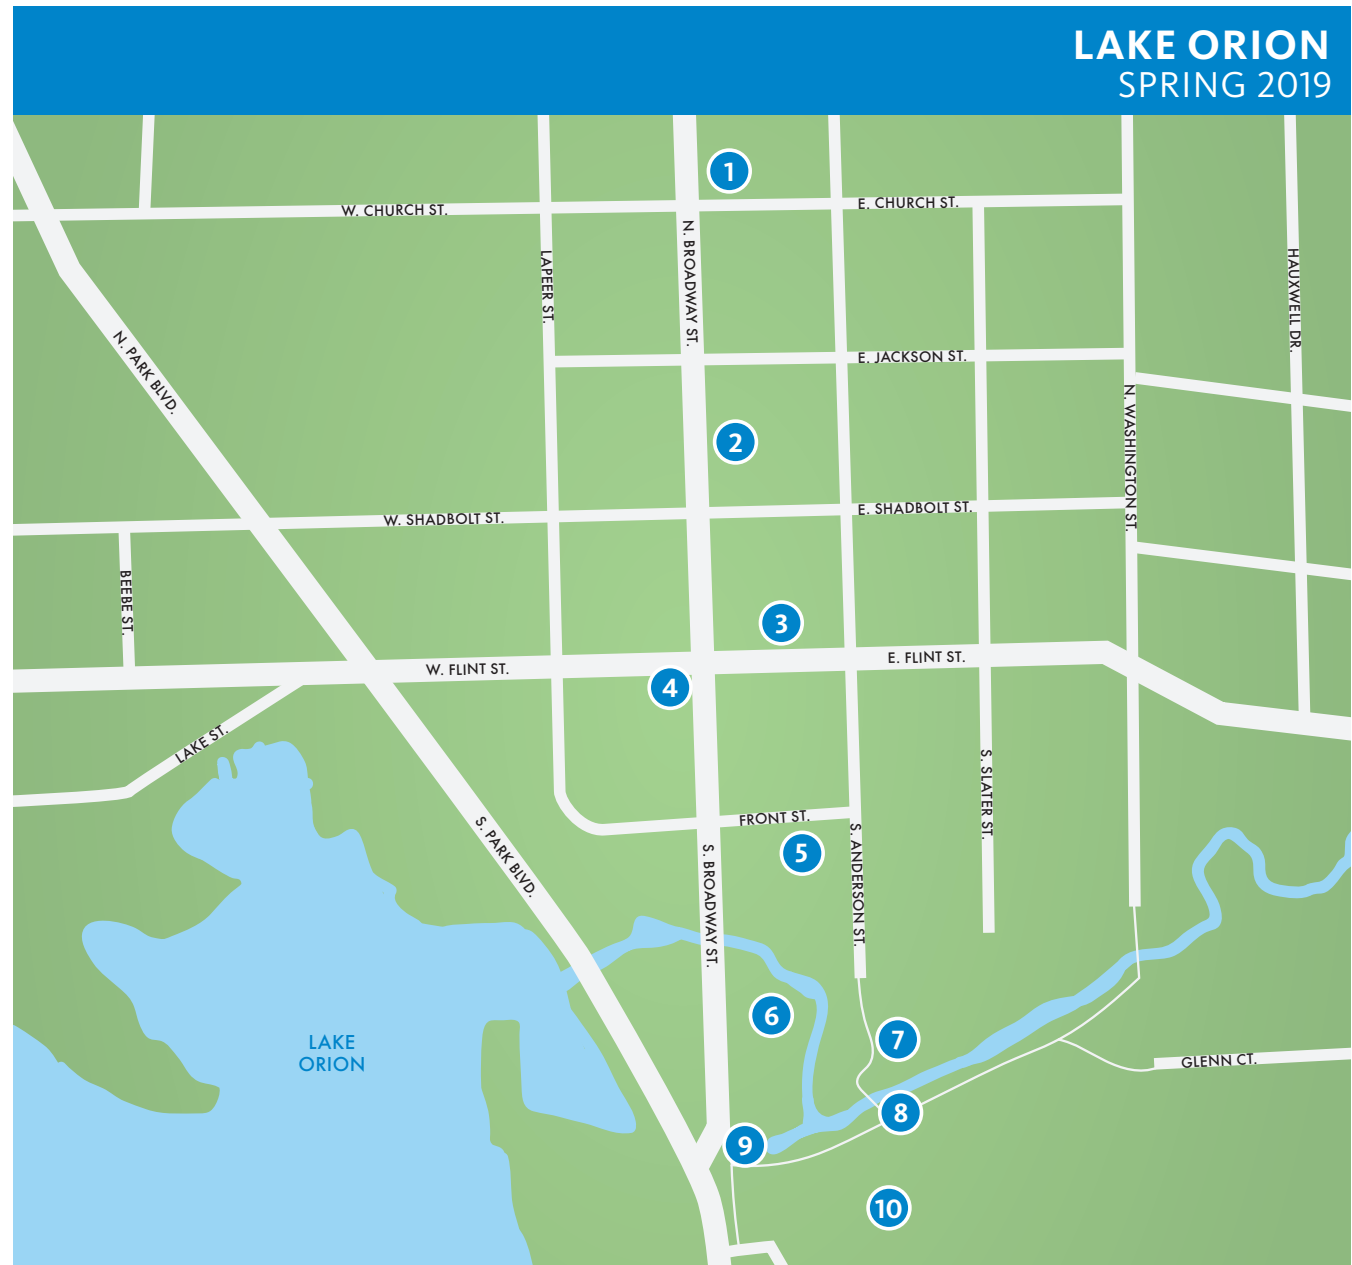 LAKE ORION
SPRING 2019
1
W. CHURCH ST.
E. CHURCH ST.
LAPEER ST.
N. BROADWAY ST.
HAUXWELL DR.
N. PARK BLVD.
E. JACKSON ST.
N. WASHINGTON ST.
2
W. SHADBOLT ST.
E. SHADBOLT ST.
BEEBE ST.
3
W. FLINT ST.
E. FLINT ST.
4
LAKE ST.
S. SLATER ST.
S. PARK BLVD.
FRONT ST.
5
S. BROADWAY ST.
S. ANDERSON ST.
6
7
LAKE
ORION
GLENN CT.
8
9
10